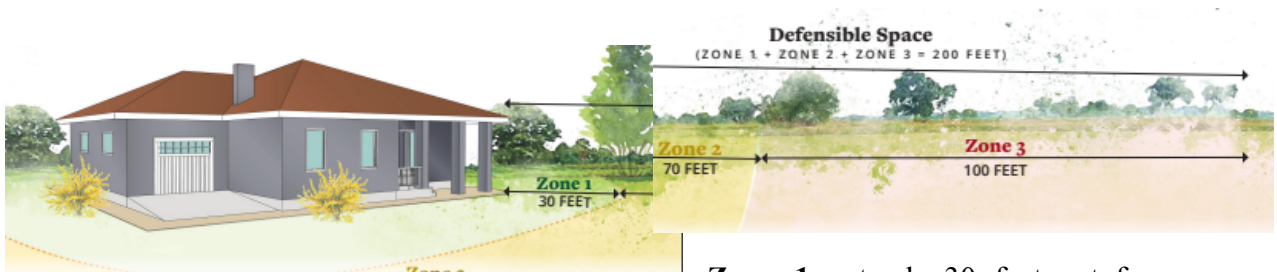 Defensible Space
(ZONE 1 + ZONE 2 + ZONE 3 = 200 FEET)
Zone 1
30 FEET
Zone 2
70 FEET
Zone 3
100 FEET